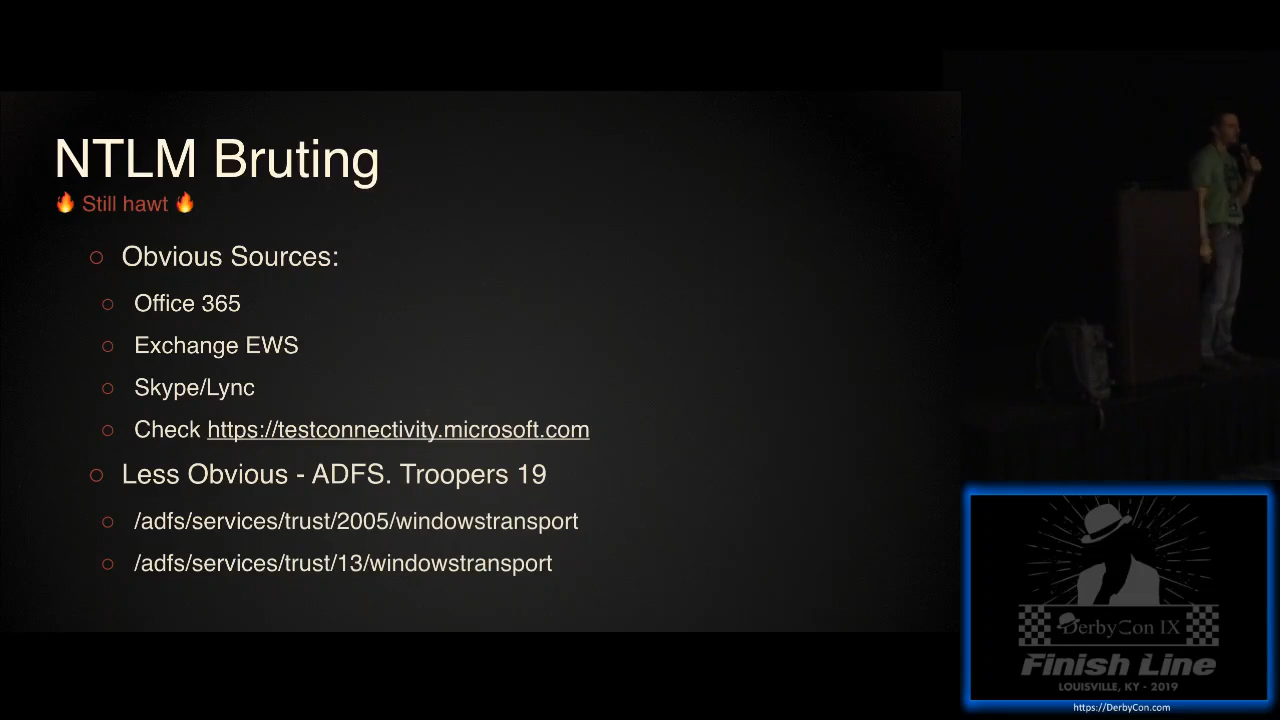 NTLM Bruting
🔥 Still hawt 🔥
Obvious Sources:
Office 365
Exchange EWS
Skype/Lync
Check https://testconnectivity.microsoft.com
Less Obvious - ADFS. Troopers 19
/adfs/services/trust/2005/windowstransport
/adfs/services/trust/13/windowstransport
DerbyCon IX
Finish Line
LOUISVILLE, KY - 2019
https://DerbyCon.com